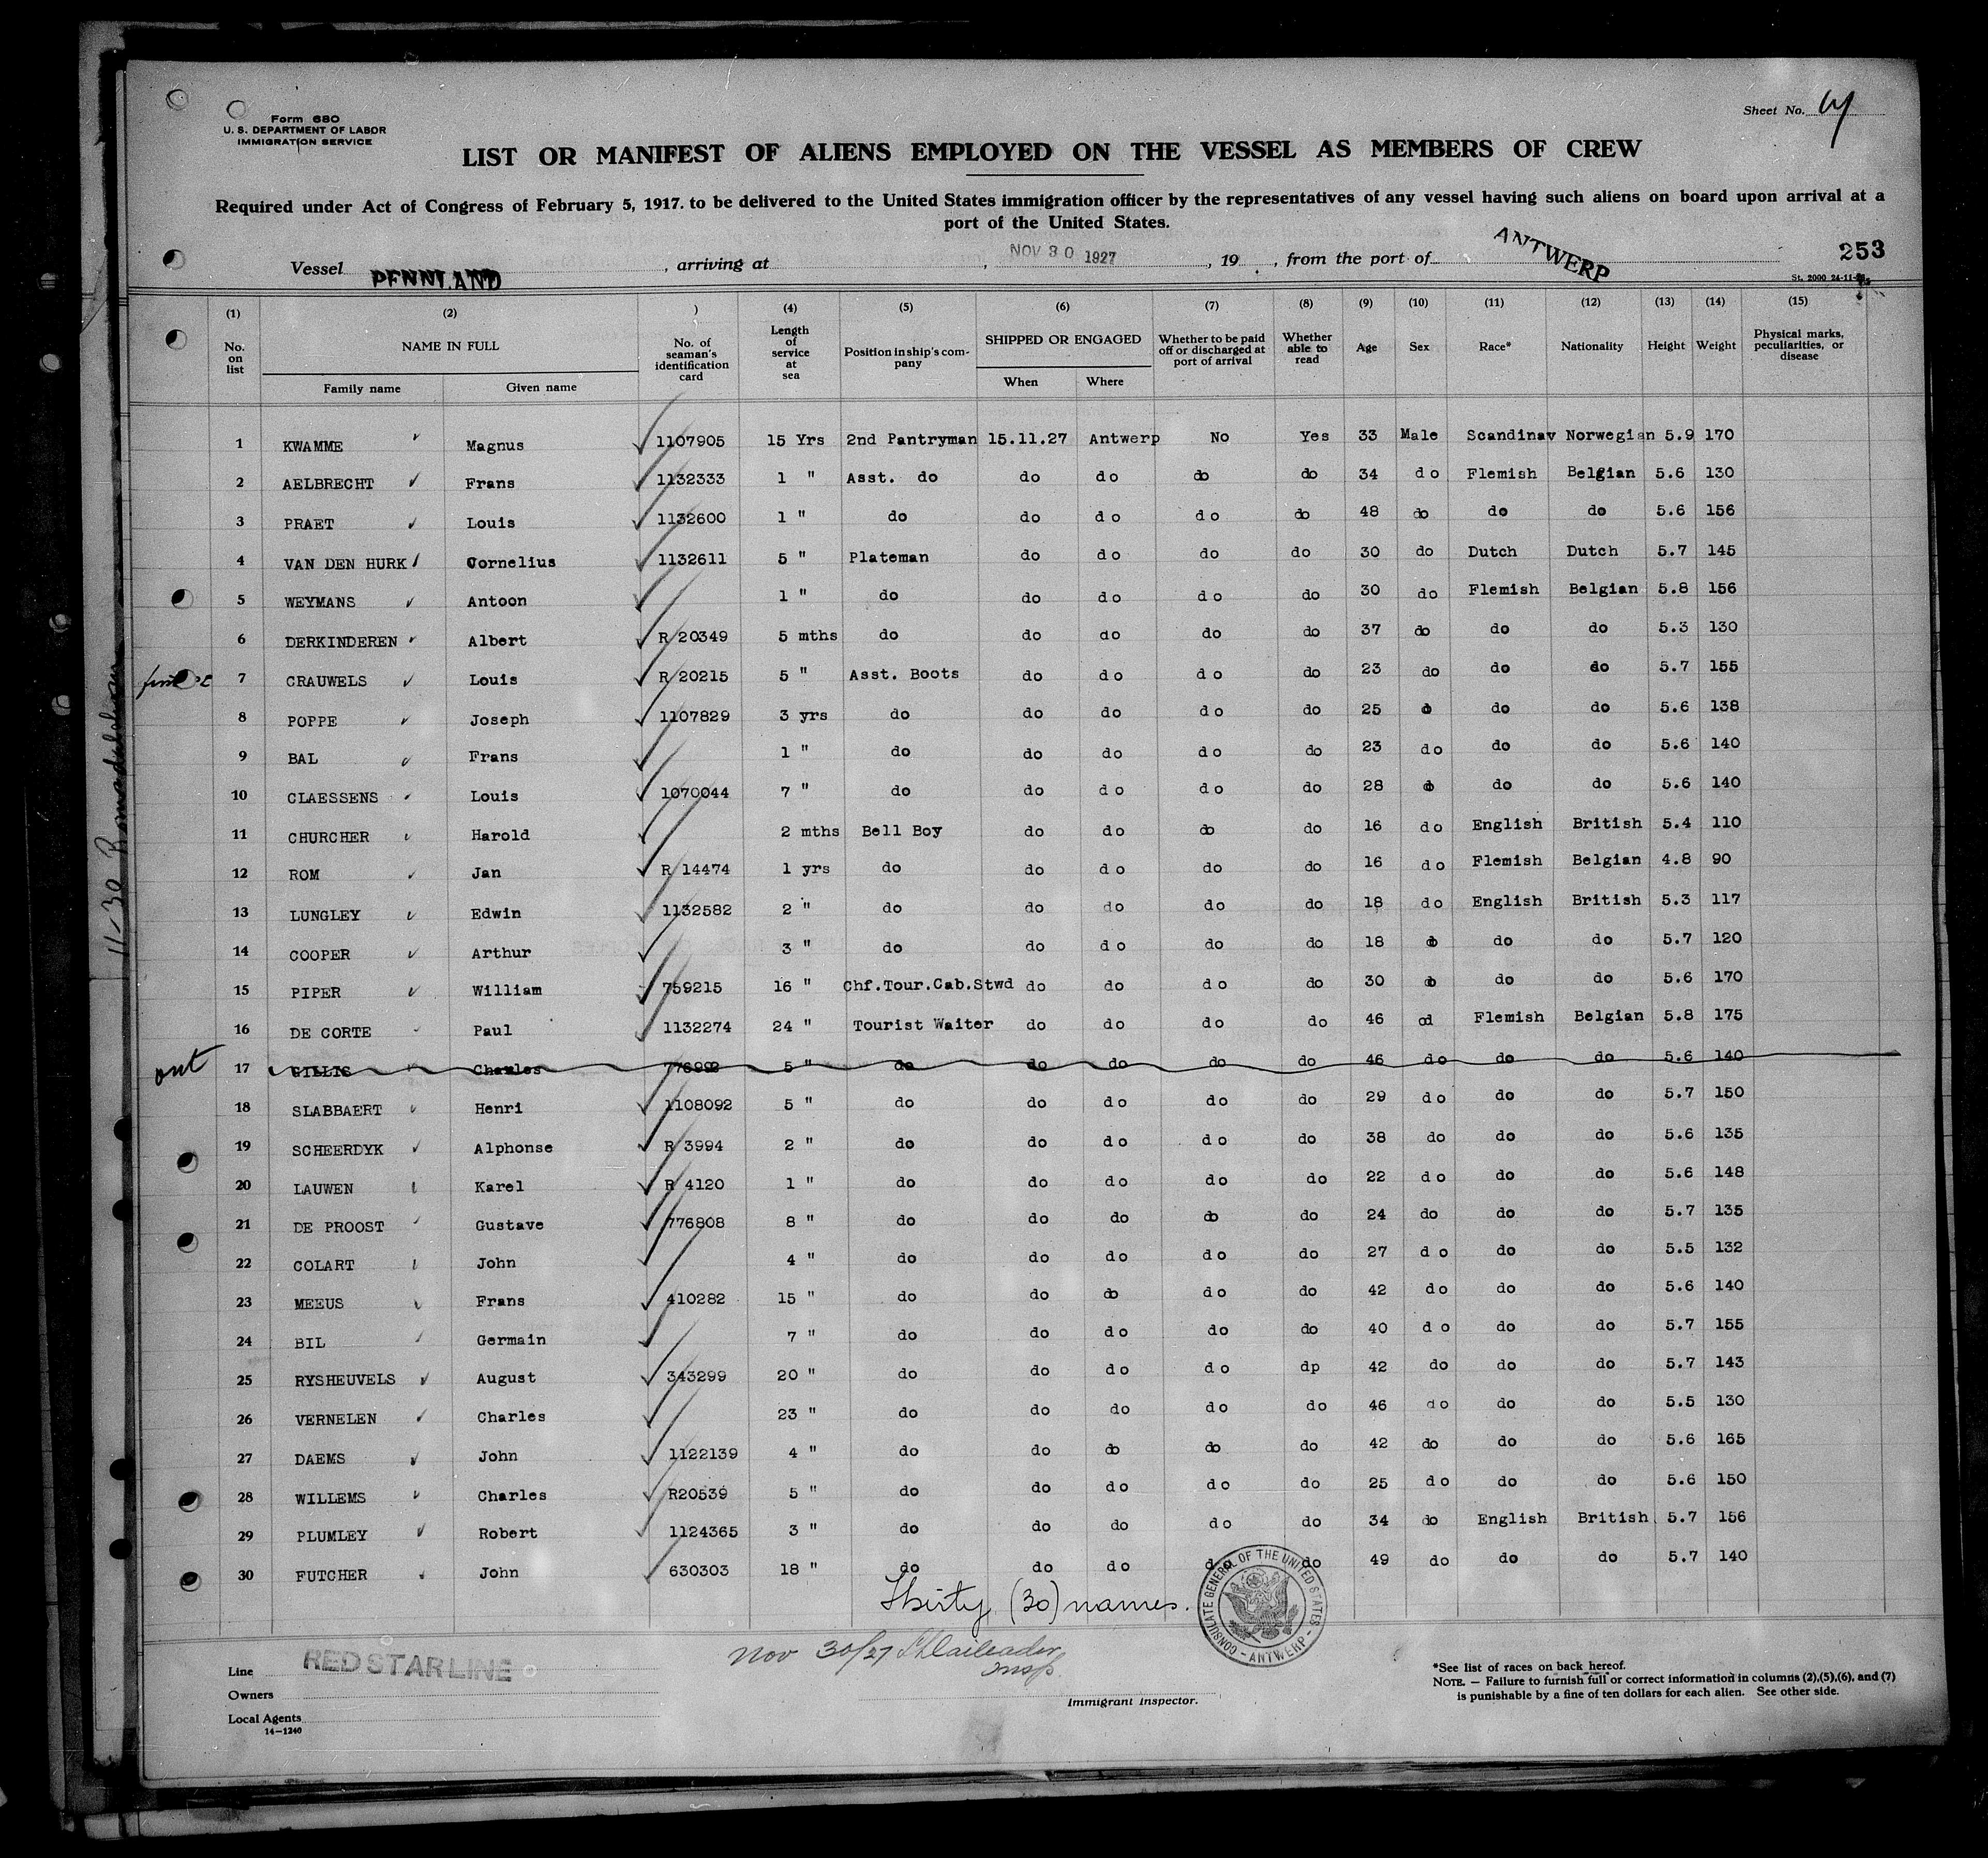 Form 680
U. S. DEPARTMENT OF LABOR
IMMIGRATION SERVICE
Sheet No.
LIST OR MANIFEST OF ALIENS EMPLOYED ON THE VESSEL AS MEMBERS OF CREW
Required under Act of Congress of February 5, 1917. to be delivered to the United States immigration officer by the representatives of any vessel having such aliens on board upon arrival at a
port of the United States.
Vessel PENNLAND, arriving at , NOV 30 1927, 19 , from the port of ANTWERP 253
St. 2000 24-11-
(1) (2) ) (4) (5) (6) (7) (8) (9) (10) (11) (12) (13) (14) (15)
No. on list NAME IN FULL Family name Given name No. of seaman's identification card Length of service at sea Position in ship's company SHIPPED OR ENGAGED When Where Whether to be paid off or discharged at port of arrival Whether able to read Age Sex Race* Nationality Height Weight Physical marks, peculiarities, or disease
1 KWAMME Magnus 1107905 15 Yrs 2nd Pantryman 15.11.27 Antwerp No Yes 33 Male Scandinav Norwegian 5.9 170
2 AELBRECHT Frans 1132333 1 " Asst. do do do do do 34 do Flemish Belgian 5.6 130
3 PRAET Louis 1132600 1 " do do do do do 48 do do do 5.6 156
4 VAN DEN HURK Cornelius 1132611 5 " Plateman do do do do 30 do Dutch Dutch 5.7 145
5 WEYMANS Antoon 1 " do do do do do 30 do Flemish Belgian 5.8 156
6 DERKINDEREN Albert R 20349 5 mths do do do do do 37 do do do 5.3 130
7 CRAUWELS Louis R 20215 5 " Asst. Boots do do do do 23 do do do 5.7 155
8 POPPE Joseph 1107829 3 yrs do do do do do 25 do do do 5.6 138
9 BAL Frans 1 " do do do do do 23 do do do 5.6 140
10 CLAESSENS Louis 1070044 7 " do do do do do 28 do do do 5.6 140
11 CHURCHER Harold 2 mths Bell Boy do do do do 16 do English British 5.4 110
12 ROM Jan R 14474 1 yrs do do do do do 16 do Flemish Belgian 4.8 90
13 LUNGLEY Edwin 1132582 2 " do do do do do 18 do English British 5.3 117
14 COOPER Arthur 3 " do do do do do 18 do do do 5.7 120
15 PIPER William 759215 16 " Chf.Tour.Cab.Stwd do do do do 30 do do do 5.6 170
16 DE CORTE Paul 1132274 24 " Tourist Waiter do do do do 46 od Flemish Belgian 5.8 175
out 17 GILLIS Charles 776992 5 " do do do do do 46 do do do 5.6 140
18 SLABBAERT Henri 1108092 5 " do do do do do 29 do do do 5.7 150
19 SCHEERDYK Alphonse R 3994 2 " do do do do do 38 do do do 5.6 135
20 LAUWEN Karel R 4120 1 " do do do do do 22 do do do 5.6 148
21 DE PROOST Gustave 776808 8 " do do do do do 24 do do do 5.7 135
22 COLART John 4 " do do do do do 27 do do do 5.5 132
23 MEEUS Frans 410282 15 " do do do do do 42 do do do 5.6 140
24 BIL Germain 7 " do do do do do 40 do do do 5.7 155
25 RYSHEUVELS August 343299 20 " do do do do dp 42 do do do 5.7 143
26 VERNELEN Charles 23 " do do do do do 46 do do do 5.5 130
27 DAEMS John 1122139 4 " do do do do do 42 do do do 5.6 165
28 WILLEMS Charles R20539 5 " do do do do do 25 do do do 5.6 150
29 PLUMLEY Robert 1124365 3 " do do do do do 34 do English British 5.7 156
30 FUTCHER John 630303 18 " do do do do do 49 do do do 5.7 140
Thirty (30) names.
CONSULATE GENERAL OF THE UNITED STATES - ANTWERP -
Nov 30/27
Insp.
Immigrant Inspector.
Line RED STAR LINE
Owners
Local Agents
14-1240
*See list of races on back hereof.
NOTE. — Failure to furnish full or correct information in columns (2),(5),(6), and (7)
is punishable by a fine of ten dollars for each alien. See other side.